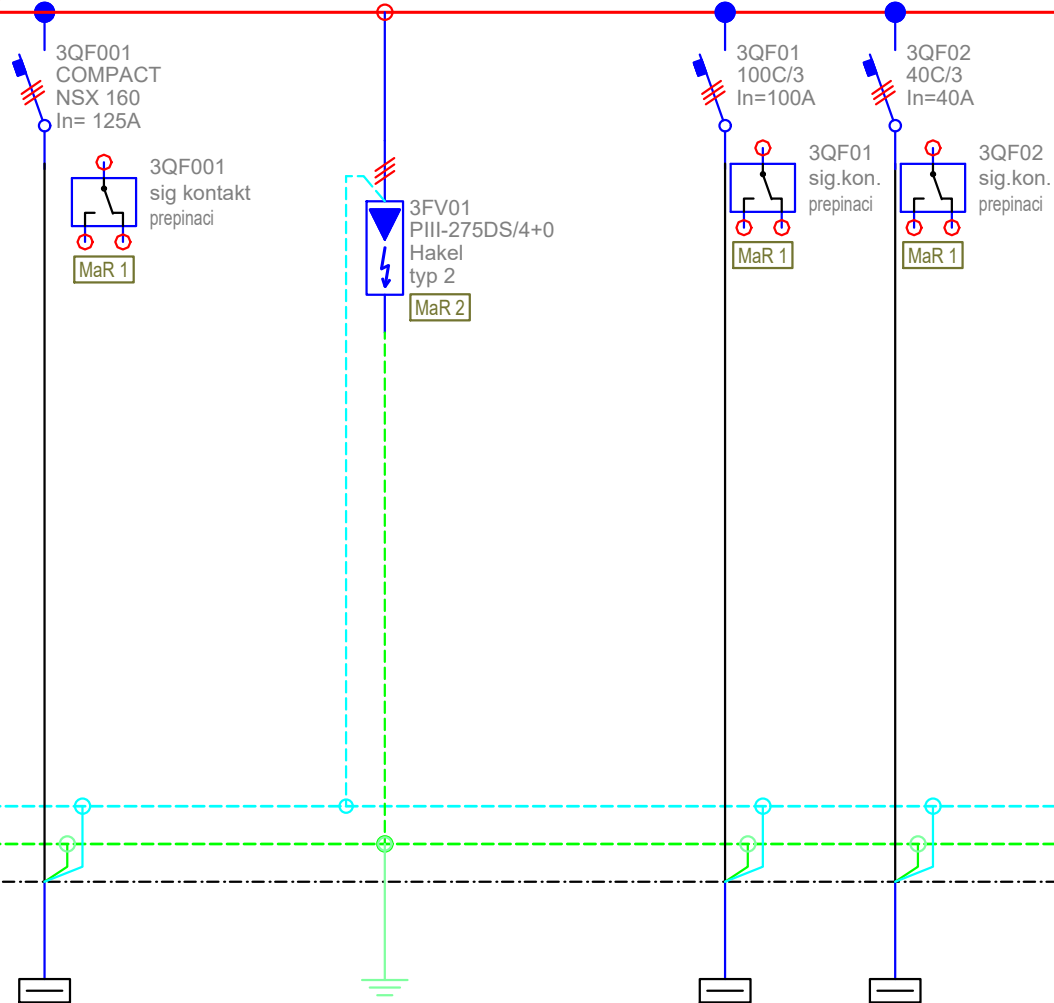 3QF001
COMPACT
NSX 160
In= 125A
3QF001
sig kontakt
prepinaci
MaR 1
3FV01
PIII-275DS/4+0
Hakel
typ 2
MaR 2
3QF01
100C/3
In=100A
3QF01
sig.kon.
prepinaci
MaR 1
3QF02
40C/3
In=40A
3QF02
sig.kon.
prepinaci
MaR 1